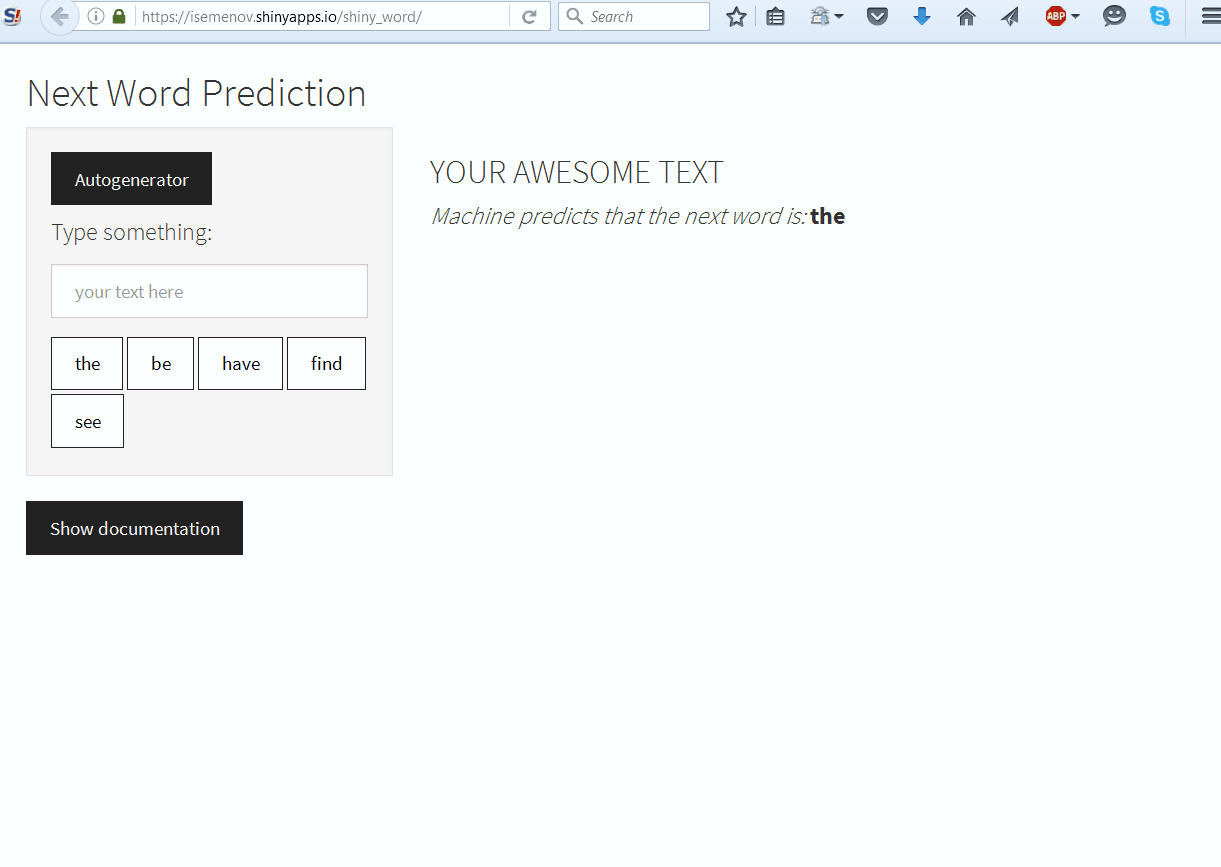 S!
https://isemenov.shinyapps.io/shiny_word/
Search
ABP
S
Next Word Prediction
Autogenerator
Type something:
your text here
the be have find
see
Show documentation
YOUR AWESOME TEXT
Machine predicts that the next word is: the